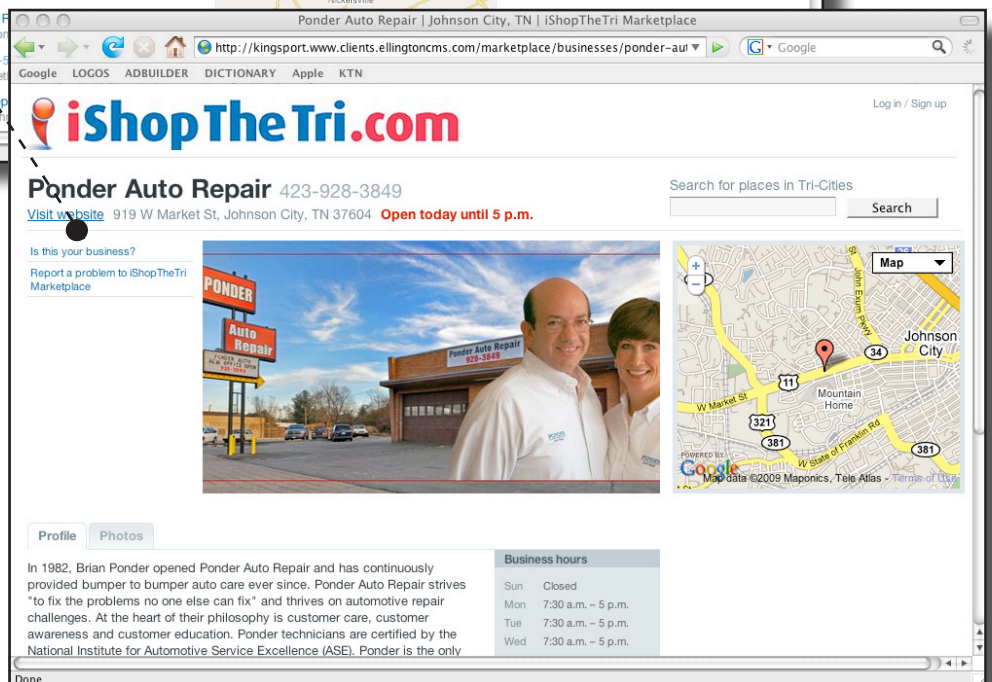 Ponder Auto Repair | Johnson City, TN | iShopTheTri Marketplace
http://kingsport.www.clients.ellingtoncms.com/marketplace/businesses/ponder-aut
G Google
Google LOGOS ADBUILDER DICTIONARY Apple KTN
iShopTheTri.com
Log in / Sign up
Ponder Auto Repair 423-928-3849
Visit website 919 W Market St, Johnson City, TN 37604 Open today until 5 p.m.
Search for places in Tri-Cities
Search
Is this your business?
Report a problem to iShopTheTri
Marketplace
PONDER
Auto
Repair
PONDER AUTO
NEW OFFICE OPEN
928-3849
Ponder Auto Repair
928-3849
PONDER
Map
John Exum Pkwy
Johnson
City
34
11
Mountain
Home
W Market St
321
381
381
W State of Franklin Rd
POWERED BY
Google
Map data ©2009 Maponics, Tele Atlas - Terms of Use
Profile
Photos
In 1982, Brian Ponder opened Ponder Auto Repair and has continuously
provided bumper to bumper auto care ever since. Ponder Auto Repair strives
"to fix the problems no one else can fix" and thrives on automotive repair
challenges. At the heart of their philosophy is customer care, customer
awareness and customer education. Ponder technicians are certified by the
National Institute for Automotive Service Excellence (ASE). Ponder is the only
Business hours
Sun Closed
Mon 7:30 a.m. – 5 p.m.
Tue 7:30 a.m. – 5 p.m.
Wed 7:30 a.m. – 5 p.m.
Done